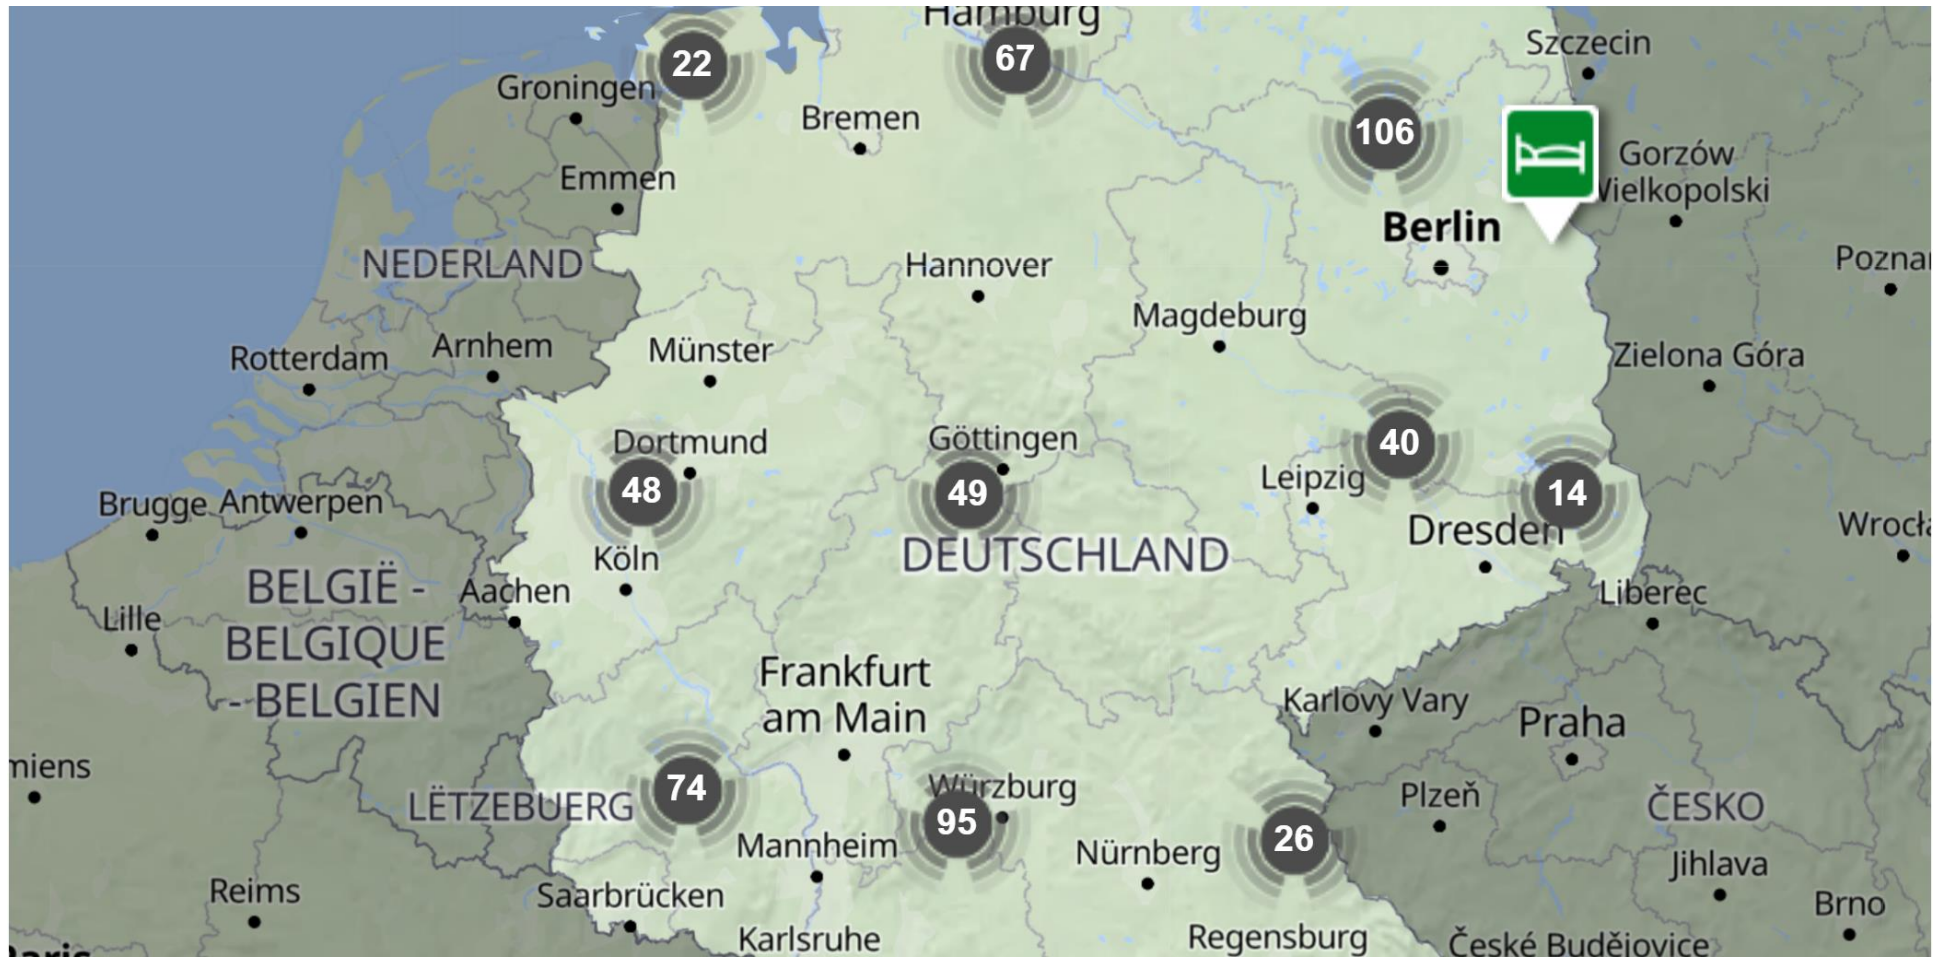 Hamburg
22
67
Szczecin
Groningen
Bremen
106
Gorzów
Wielkopolski
Emmen
Berlin
NEDERLAND
Hannover
Pozna
Magdeburg
Rotterdam
Arnhem
Münster
Zielona Góra
Dortmund
Göttingen
40
Leipzig
48
49
14
Brugge
Antwerpen
Dresden
Wrocła
DEUTSCHLAND
Köln
BELGIË -
BELGIQUE
- BELGIEN
Aachen
Liberec
Lille
Frankfurt
am Main
Karlovy Vary
Praha
miens
74
Würzburg
95
Plzeň
LËTZEBUERG
ČESKO
Mannheim
Nürnberg
26
Jihlava
Reims
Saarbrücken
Brno
Karlsruhe
Regensburg
České Budějovice
Paris